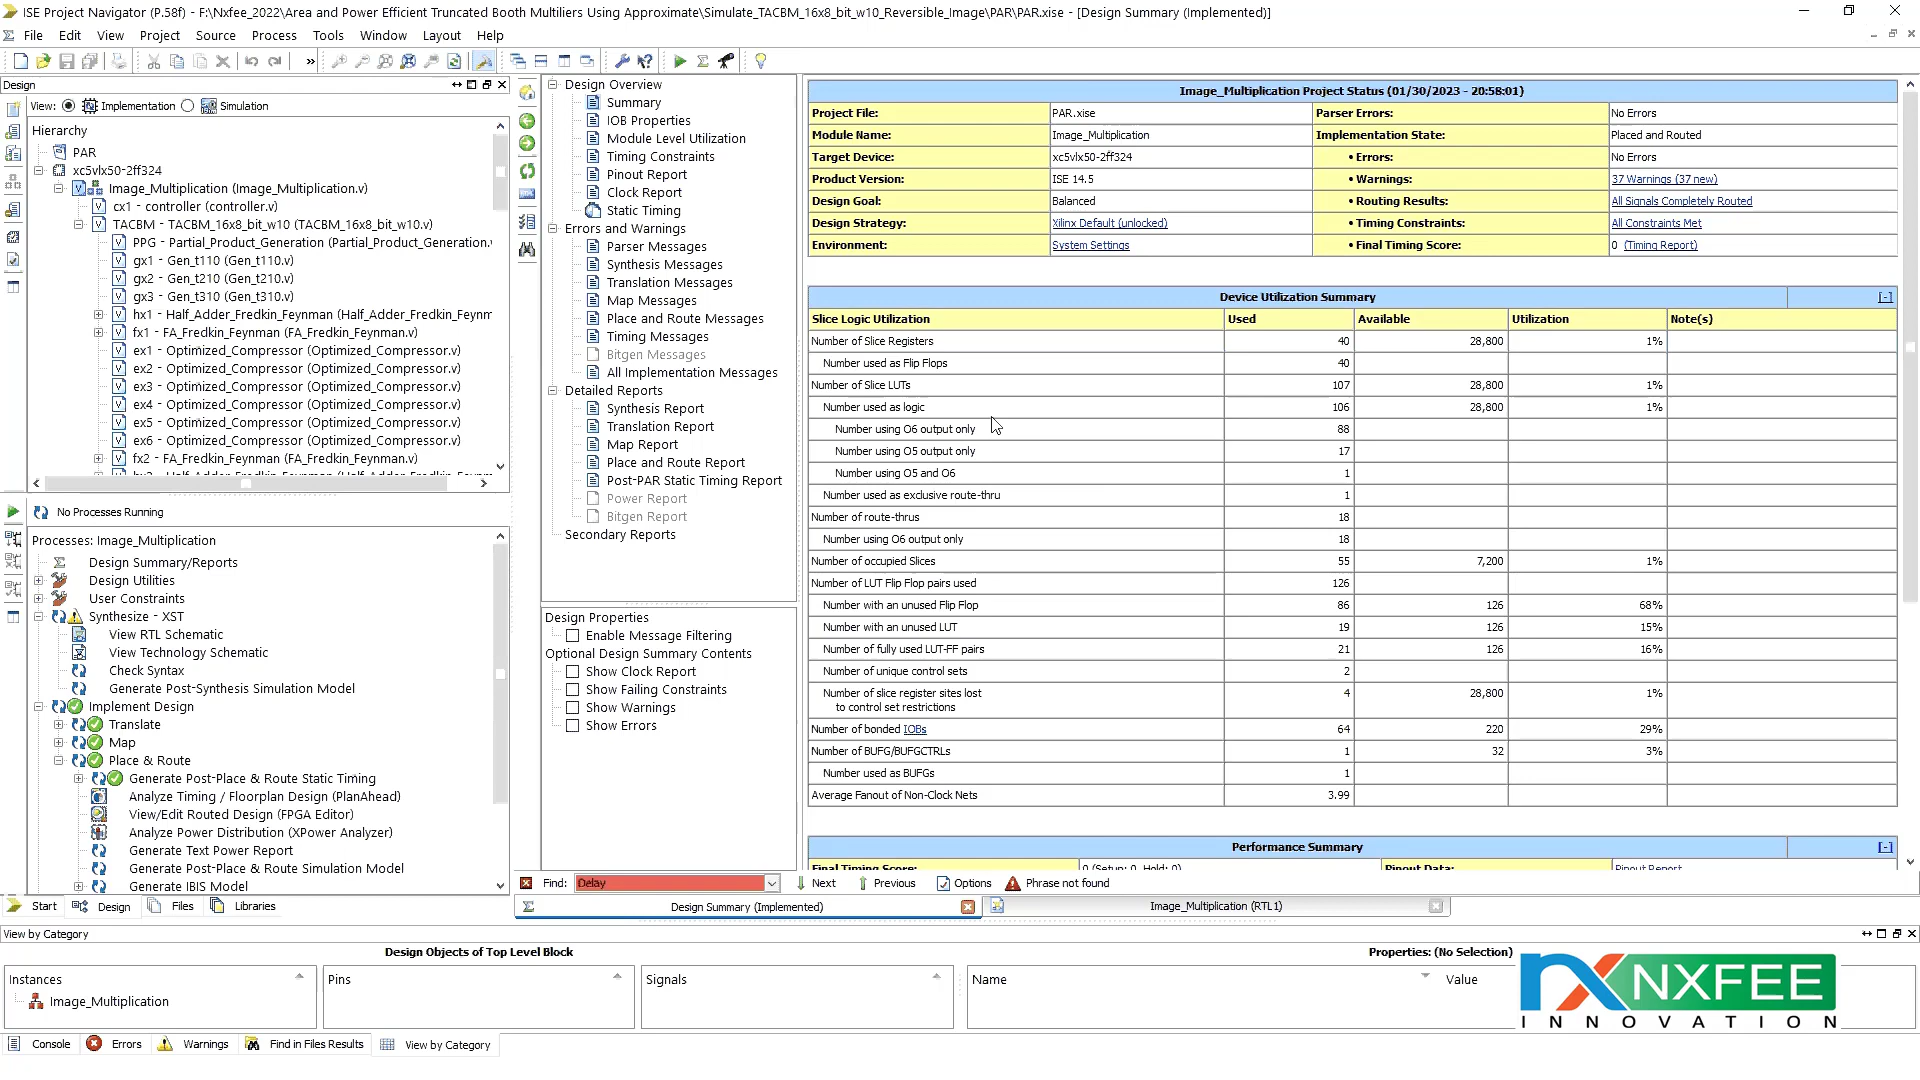 ISE Project Navigator (P.58f) - F:\Nxfee_2022\Area and Power Efficient Truncated Booth Multiliers Using Approximate\Simulate_TACBM_16x8_bit_w10_Reversible_Image\PAR\PAR.xise - [Design Summary (Implemented)]
File Edit View Project Source Process Tools Window Layout Help
Design
View: Implementation Simulation
Hierarchy
PAR
xc5vlx50-2ff324
Image_Multiplication (Image_Multiplication.v)
cx1 - controller (controller.v)
TACBM - TACBM_16x8_bit_w10 (TACBM_16x8_bit_w10.v)
PPG - Partial_Product_Generation (Partial_Product_Generation.v
gx1 - Gen_t110 (Gen_t110.v)
gx2 - Gen_t210 (Gen_t210.v)
gx3 - Gen_t310 (Gen_t310.v)
hx1 - Half_Adder_Fredkin_Feynman (Half_Adder_Fredkin_Feynm
fx1 - FA_Fredkin_Feynman (FA_Fredkin_Feynman.v)
ex1 - Optimized_Compressor (Optimized_Compressor.v)
ex2 - Optimized_Compressor (Optimized_Compressor.v)
ex3 - Optimized_Compressor (Optimized_Compressor.v)
ex4 - Optimized_Compressor (Optimized_Compressor.v)
ex5 - Optimized_Compressor (Optimized_Compressor.v)
ex6 - Optimized_Compressor (Optimized_Compressor.v)
fx2 - FA_Fredkin_Feynman (FA_Fredkin_Feynman.v)
No Processes Running
Processes: Image_Multiplication
Design Summary/Reports
Design Utilities
User Constraints
Synthesize - XST
View RTL Schematic
View Technology Schematic
Check Syntax
Generate Post-Synthesis Simulation Model
Implement Design
Translate
Map
Place & Route
Generate Post-Place & Route Static Timing
Analyze Timing / Floorplan Design (PlanAhead)
View/Edit Routed Design (FPGA Editor)
Analyze Power Distribution (XPower Analyzer)
Generate Text Power Report
Generate Post-Place & Route Simulation Model
Generate IBIS Model
Start Design Files Libraries
Design Overview
Summary
IOB Properties
Module Level Utilization
Timing Constraints
Pinout Report
Clock Report
Static Timing
Errors and Warnings
Parser Messages
Synthesis Messages
Translation Messages
Map Messages
Place and Route Messages
Timing Messages
Bitgen Messages
All Implementation Messages
Detailed Reports
Synthesis Report
Translation Report
Map Report
Place and Route Report
Post-PAR Static Timing Report
Power Report
Bitgen Report
Secondary Reports
Design Properties
Enable Message Filtering
Optional Design Summary Contents
Show Clock Report
Show Failing Constraints
Show Warnings
Show Errors
Image_Multiplication Project Status (01/30/2023 - 20:58:01)
Project File: PAR.xise Parser Errors: No Errors
Module Name: Image_Multiplication Implementation State: Placed and Routed
Target Device: xc5vlx50-2ff324 • Errors: No Errors
Product Version: ISE 14.5 • Warnings: 37 Warnings (37 new)
Design Goal: Balanced • Routing Results: All Signals Completely Routed
Design Strategy: Xilinx Default (unlocked) • Timing Constraints: All Constraints Met
Environment: System Settings • Final Timing Score: 0 (Timing Report)
Device Utilization Summary [-]
Slice Logic Utilization Used Available Utilization Note(s)
Number of Slice Registers 40 28,800 1%
Number used as Flip Flops 40
Number of Slice LUTs 107 28,800 1%
Number used as logic 106 28,800 1%
Number using O6 output only 88
Number using O5 output only 17
Number using O5 and O6 1
Number used as exclusive route-thru 1
Number of route-thrus 18
Number using O6 output only 18
Number of occupied Slices 55 7,200 1%
Number of LUT Flip Flop pairs used 126
Number with an unused Flip Flop 86 126 68%
Number with an unused LUT 19 126 15%
Number of fully used LUT-FF pairs 21 126 16%
Number of unique control sets 2
Number of slice register sites lost 4 28,800 1%
to control set restrictions
Number of bonded IOBs 64 220 29%
Number of BUFG/BUFGCTRLs 1 32 3%
Number used as BUFGs 1
Average Fanout of Non-Clock Nets 3.99
Performance Summary [-]
Final Timing Score: 0 (Setup: 0, Hold: 0) Pinout Data: Pinout Report
Find: Delay Next Previous Options Phrase not found
Design Summary (Implemented) Image_Multiplication (RTL1)
View by Category
Design Objects of Top Level Block Properties: (No Selection)
Instances Pins Signals Name Value
Image_Multiplication
NXFEE
INNOVATION
Console Errors Warnings Find in Files Results View by Category